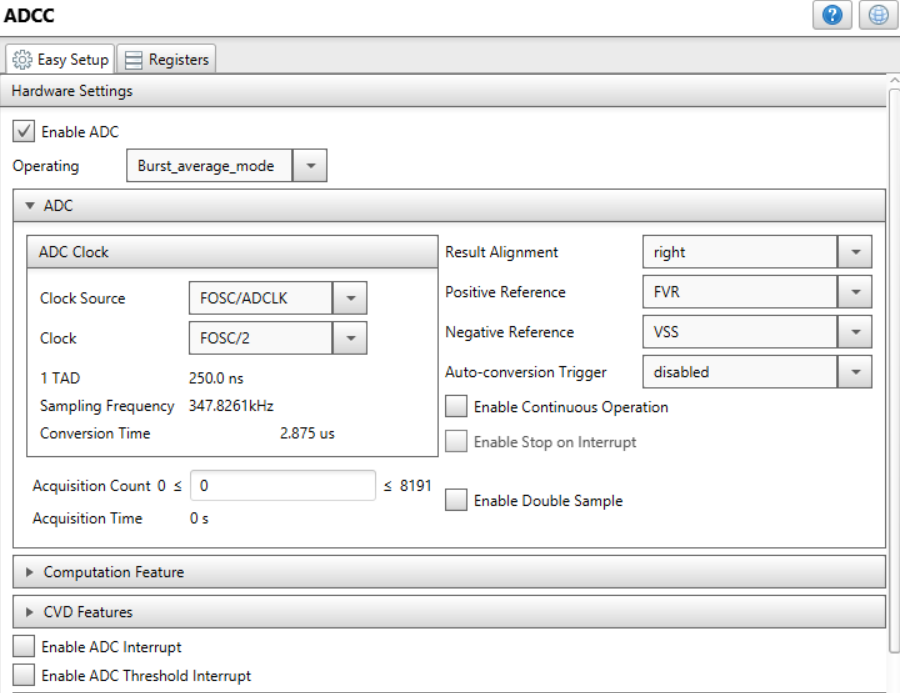 ADCC
Easy Setup Registers
Hardware Settings
Enable ADC
Operating Burst_average_mode
ADC
ADC Clock
Clock Source FOSC/ADCLK
Clock FOSC/2
1 TAD 250.0 ns
Sampling Frequency 347.8261kHz
Conversion Time 2.875 us
Result Alignment right
Positive Reference FVR
Negative Reference VSS
Auto-conversion Trigger disabled
Enable Continuous Operation
Enable Stop on Interrupt
Acquisition Count 0 ≤ 0 ≤ 8191
Acquisition Time 0 s
Enable Double Sample
Computation Feature
CVD Features
Enable ADC Interrupt
Enable ADC Threshold Interrupt